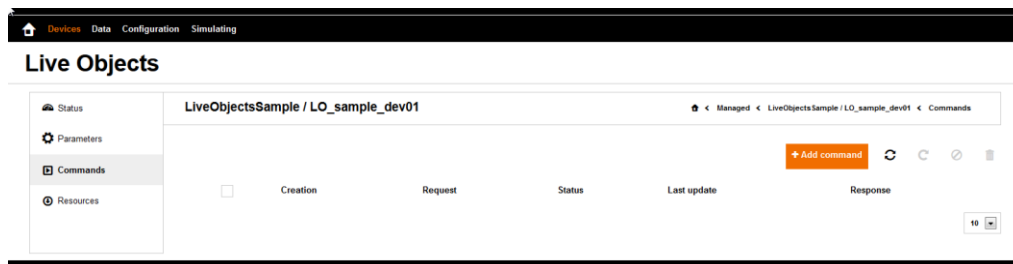 Devices Data Configuration Simulating
Live Objects
Status
Parameters
Commands
Resources
LiveObjectsSample / LO_sample_dev01
< Managed < LiveObjectsSample / LO_sample_dev01 < Commands
+ Add command
Creation Request Status Last update Response
10